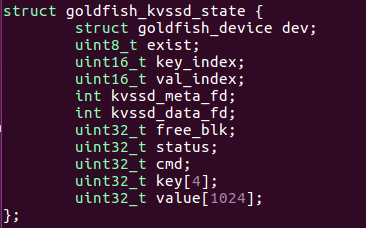 struct goldfish_kvssd_state {
struct goldfish_device dev;
uint8_t exist;
uint16_t key_index;
uint16_t val_index;
int kvssd_meta_fd;
int kvssd_data_fd;
uint32_t free_blk;
uint32_t status;
uint32_t cmd;
uint32_t key[4];
uint32_t value[1024];
};